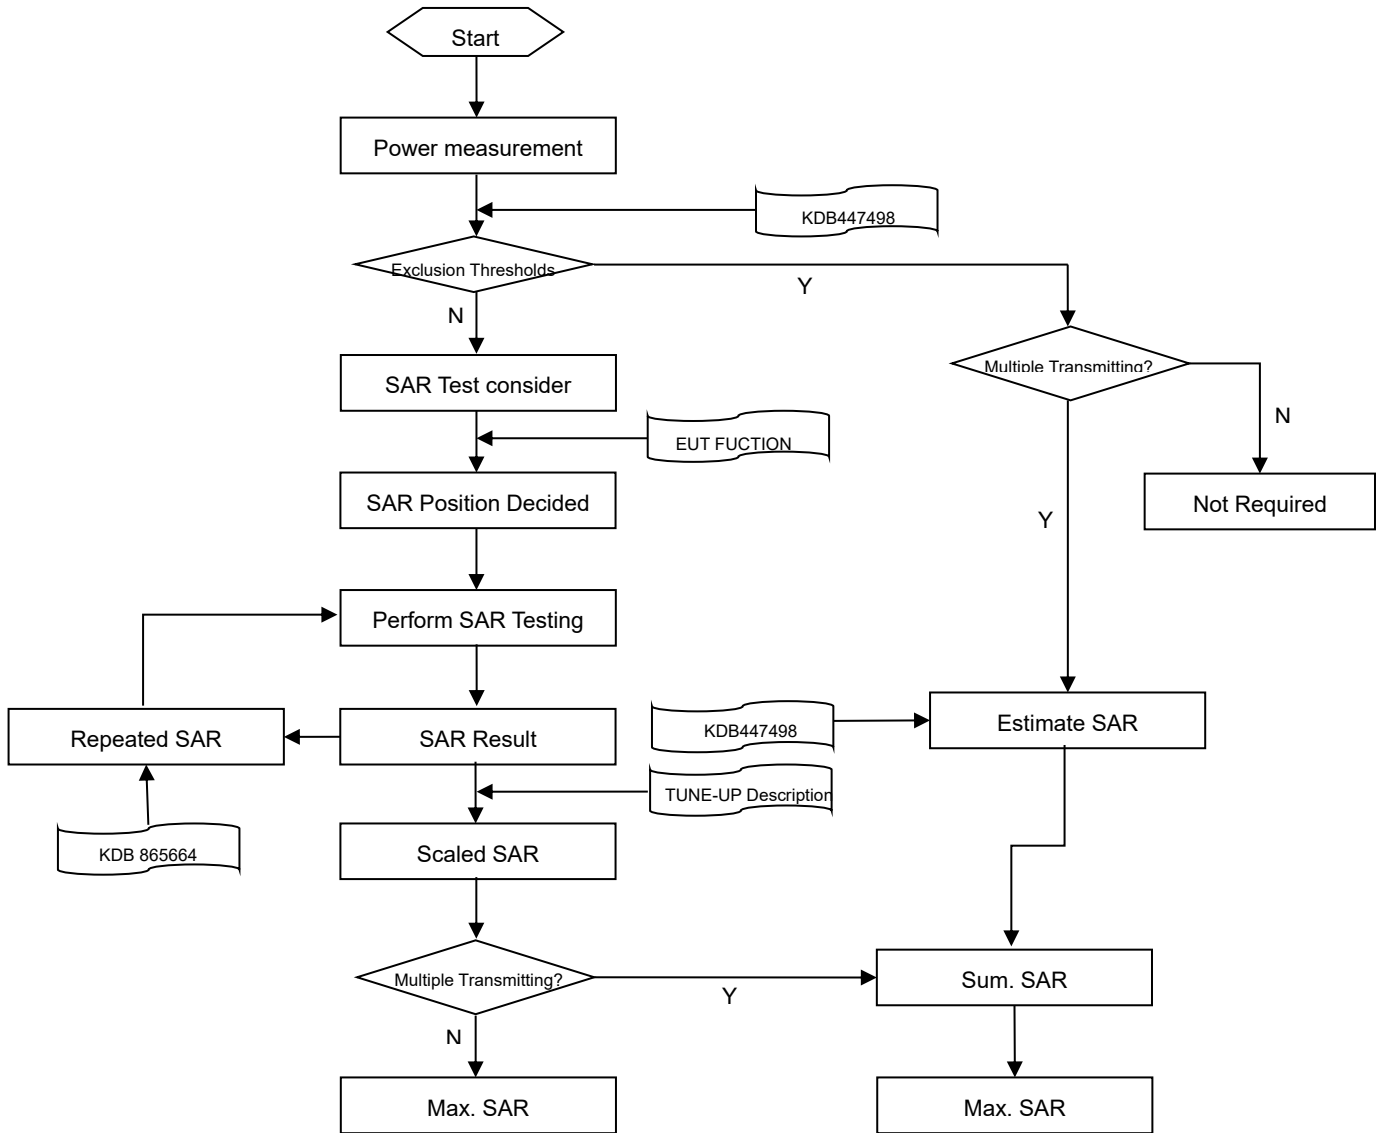 Start
Power measurement
KDB447498
Exclusion Thresholds
Y
N
Multiple Transmitting?
SAR Test consider
N
EUT FUCTION
SAR Position Decided
Not Required
Y
Perform SAR Testing
Repeated SAR
SAR Result
KDB447498
Estimate SAR
TUNE-UP Description
KDB 865664
Scaled SAR
Multiple Transmitting?
Y
Sum. SAR
N
Max. SAR
Max. SAR